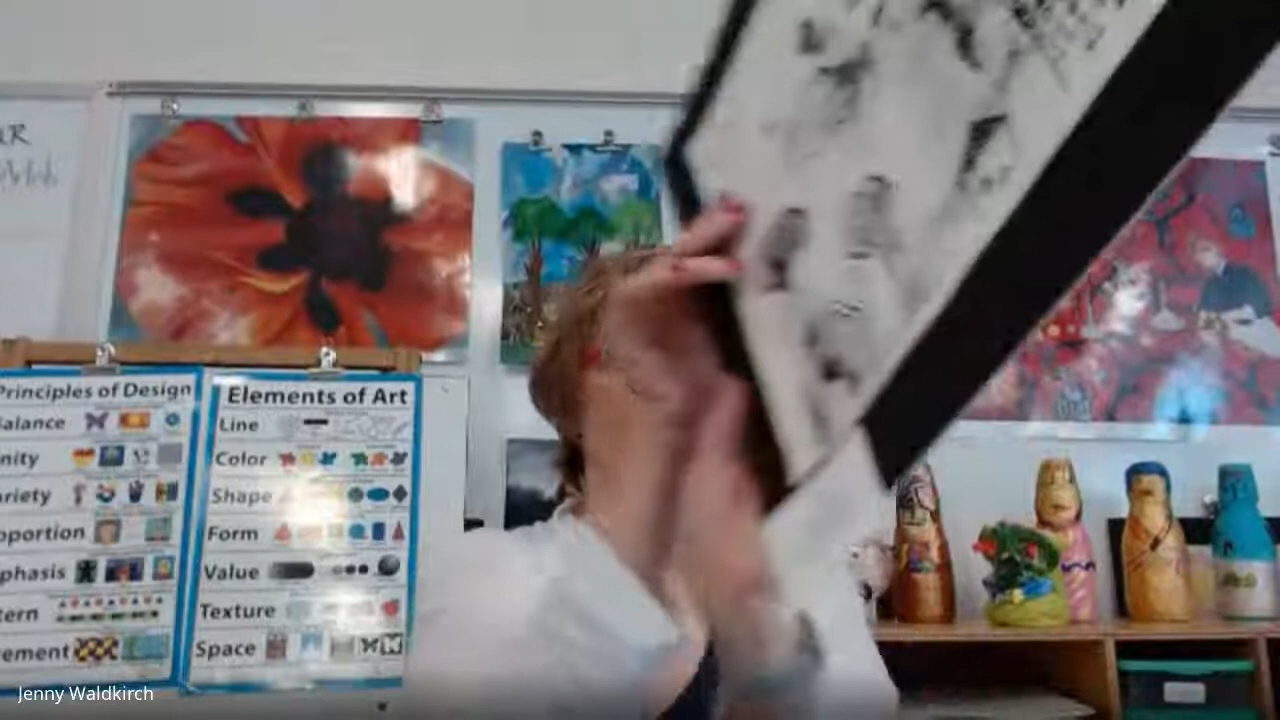 Principles of Design
alance
nity
ariety
oportion
phasis
tern
ement
Elements of Art
Line
Color
Shape
Form
Value
Texture
Space
Jenny Waldkirch